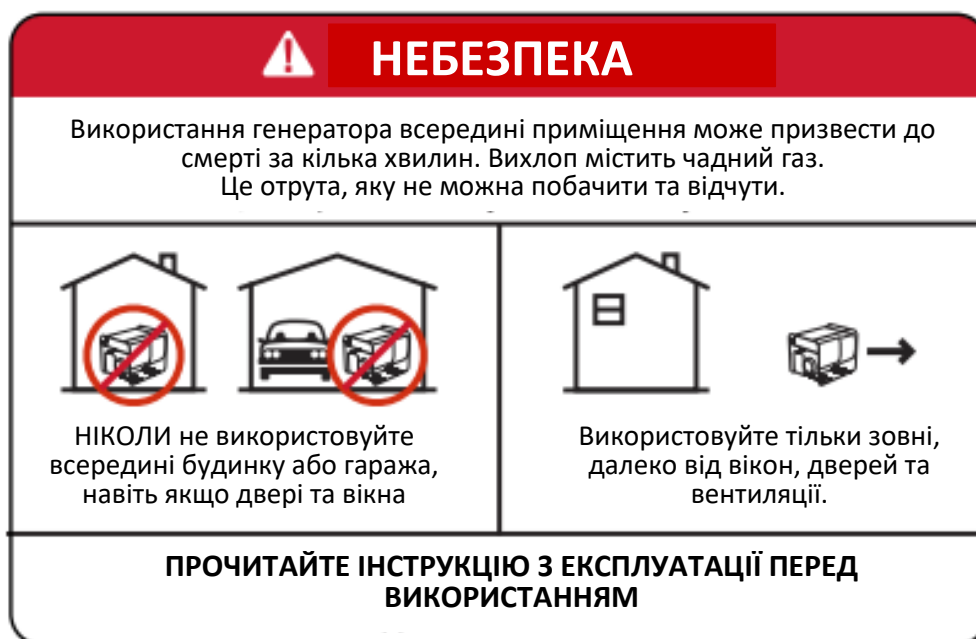 НЕБЕЗПЕКА
Використання генератора всередині приміщення може призвести до
смерті за кілька хвилин. Вихлоп містить чадний газ.
Це отрута, яку не можна побачити та відчути.
НІКОЛИ не використовуйте
всередині будинку або гаража,
навіть якщо двері та вікна
Використовуйте тільки зовні,
далеко від вікон, дверей та
вентиляції.
ПРОЧИТАЙТЕ ІНСТРУКЦІЮ З ЕКСПЛУАТАЦІЇ ПЕРЕД
ВИКОРИСТАННЯМ